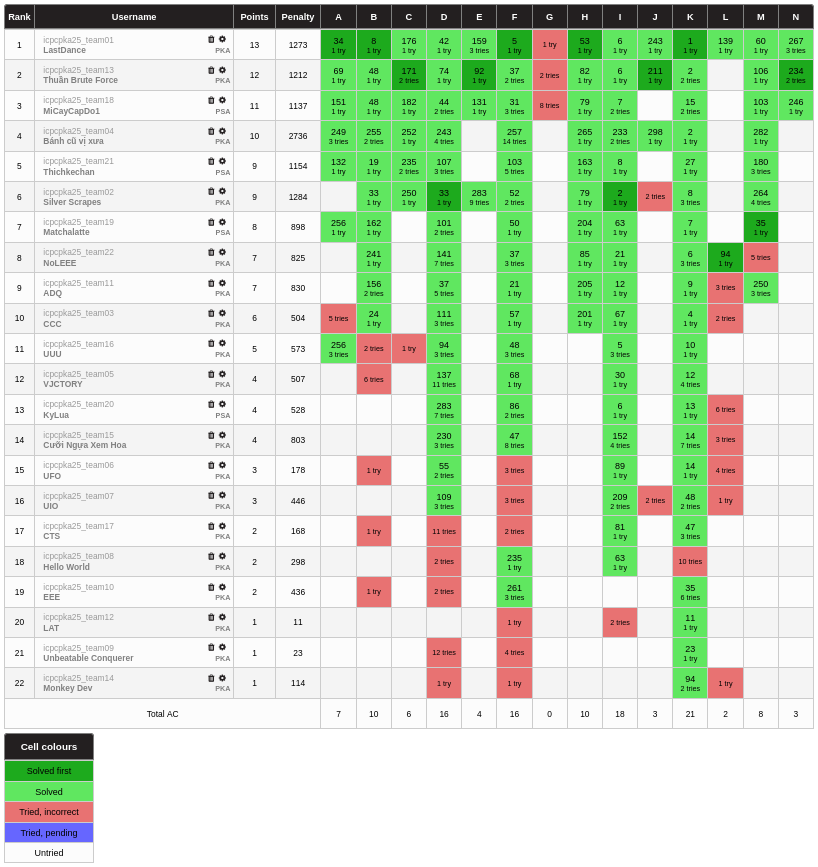 Rank Username Points Penalty A B C D E F G H I J K L M N
1 icpcpka25_team01 LastDance PKA 13 1273 34 1 try 8 1 try 176 1 try 42 1 try 159 3 tries 5 1 try 1 try 53 1 try 6 1 try 243 1 try 1 1 try 139 1 try 60 1 try 267 3 tries
2 icpcpka25_team13 Thuần Brute Force PKA 12 1212 69 1 try 48 1 try 171 2 tries 74 1 try 92 1 try 37 2 tries 2 tries 82 1 try 6 1 try 211 1 try 2 2 tries 106 1 try 234 2 tries
3 icpcpka25_team18 MiCayCapDo1 PSA 11 1137 151 1 try 48 1 try 182 1 try 44 2 tries 131 1 try 31 3 tries 8 tries 79 1 try 7 2 tries 15 2 tries 103 1 try 246 1 try
4 icpcpka25_team04 Bánh cũ vị xưa PKA 10 2736 249 3 tries 255 2 tries 252 1 try 243 4 tries 257 14 tries 265 1 try 233 2 tries 298 1 try 2 1 try 282 1 try
5 icpcpka25_team21 Thichkechan PSA 9 1154 132 1 try 19 1 try 235 2 tries 107 3 tries 103 5 tries 163 1 try 8 1 try 27 1 try 180 3 tries
6 icpcpka25_team02 Silver Scrapes PKA 9 1284 33 1 try 250 1 try 33 1 try 283 9 tries 52 2 tries 79 1 try 2 1 try 2 tries 8 3 tries 264 4 tries
7 icpcpka25_team19 Matchalatte PSA 8 898 256 1 try 162 1 try 101 2 tries 50 1 try 204 1 try 63 1 try 7 1 try 35 1 try
8 icpcpka25_team22 NoLEEE PKA 7 825 241 1 try 141 7 tries 37 3 tries 85 1 try 21 1 try 6 3 tries 94 1 try 5 tries
9 icpcpka25_team11 ADQ PKA 7 830 156 2 tries 37 5 tries 21 1 try 205 1 try 12 1 try 9 1 try 3 tries 250 3 tries
10 icpcpka25_team03 CCC PKA 6 504 5 tries 24 1 try 111 3 tries 57 1 try 201 1 try 67 1 try 4 1 try 2 tries
11 icpcpka25_team16 UUU PKA 5 573 256 3 tries 2 tries 1 try 94 3 tries 48 3 tries 5 3 tries 10 1 try
12 icpcpka25_team05 VJCTORY PKA 4 507 6 tries 137 11 tries 68 1 try 30 1 try 12 4 tries
13 icpcpka25_team20 KyLua PSA 4 528 283 7 tries 86 2 tries 6 1 try 13 1 try 6 tries
14 icpcpka25_team15 Cưỡi Ngựa Xem Hoa PKA 4 803 230 3 tries 47 8 tries 152 4 tries 14 7 tries 3 tries
15 icpcpka25_team06 UFO PKA 3 178 1 try 55 2 tries 3 tries 89 1 try 14 1 try 4 tries
16 icpcpka25_team07 UIO PKA 3 446 109 3 tries 3 tries 209 2 tries 2 tries 48 2 tries 1 try
17 icpcpka25_team17 CTS PKA 2 168 1 try 11 tries 2 tries 81 1 try 47 3 tries
18 icpcpka25_team08 Hello World PKA 2 298 2 tries 235 1 try 63 1 try 10 tries
19 icpcpka25_team10 EEE PKA 2 436 1 try 2 tries 261 3 tries 35 6 tries
20 icpcpka25_team12 LAT PKA 1 11 1 try 2 tries 11 1 try
21 icpcpka25_team09 Unbeatable Conquerer PKA 1 23 12 tries 4 tries 23 1 try
22 icpcpka25_team14 Monkey Dev PKA 1 114 1 try 1 try 94 2 tries 1 try
Total AC 7 10 6 16 4 16 0 10 18 3 21 2 8 3
Cell colours
Solved first
Solved
Tried, incorrect
Tried, pending
Untried